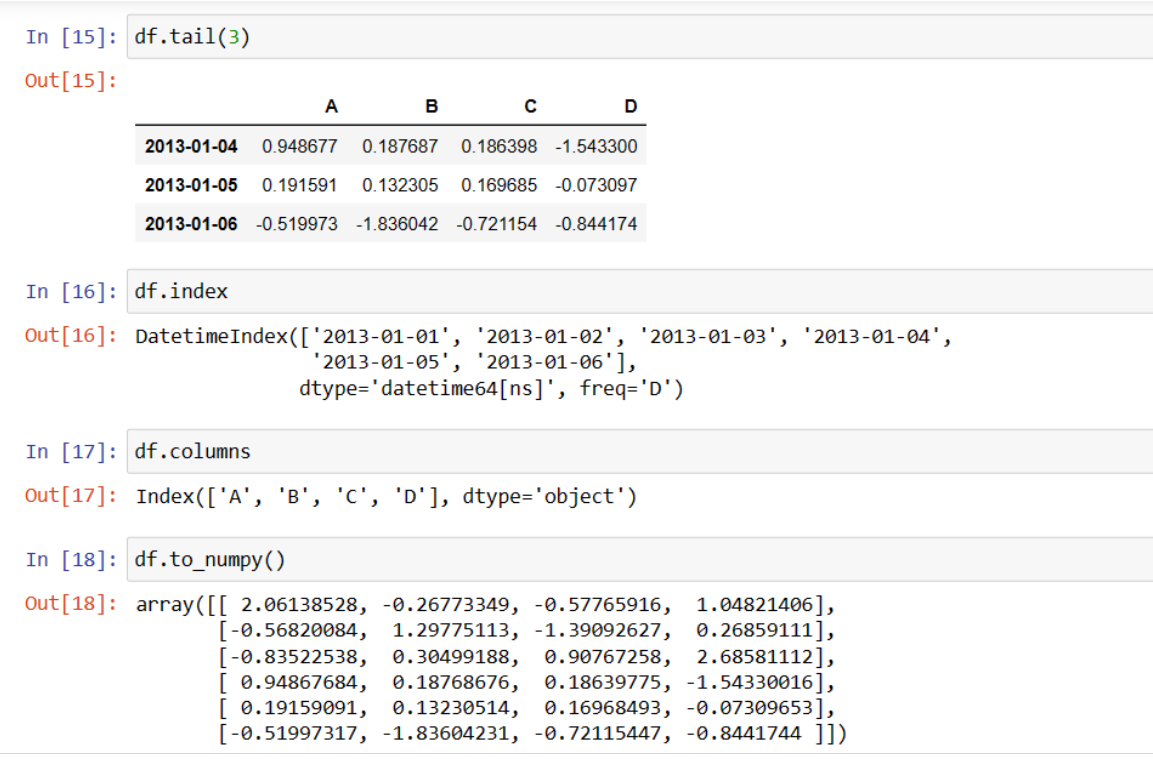 In [15]: df.tail(3)
Out[15]:
A B C D
2013-01-04 0.948677 0.187687 0.186398 -1.543300
2013-01-05 0.191591 0.132305 0.169685 -0.073097
2013-01-06 -0.519973 -1.836042 -0.721154 -0.844174
In [16]: df.index
Out[16]: DatetimeIndex(['2013-01-01', '2013-01-02', '2013-01-03', '2013-01-04',
'2013-01-05', '2013-01-06'],
dtype='datetime64[ns]', freq='D')
In [17]: df.columns
Out[17]: Index(['A', 'B', 'C', 'D'], dtype='object')
In [18]: df.to_numpy()
Out[18]: array([[ 2.06138528, -0.26773349, -0.57765916, 1.04821406],
[-0.56820084, 1.29775113, -1.39092627, 0.26859111],
[-0.83522538, 0.30499188, 0.90767258, 2.68581112],
[ 0.94867684, 0.18768676, 0.18639775, -1.54330016],
[ 0.19159091, 0.13230514, 0.16968493, -0.07309653],
[-0.51997317, -1.83604231, -0.72115447, -0.8441744 ]])